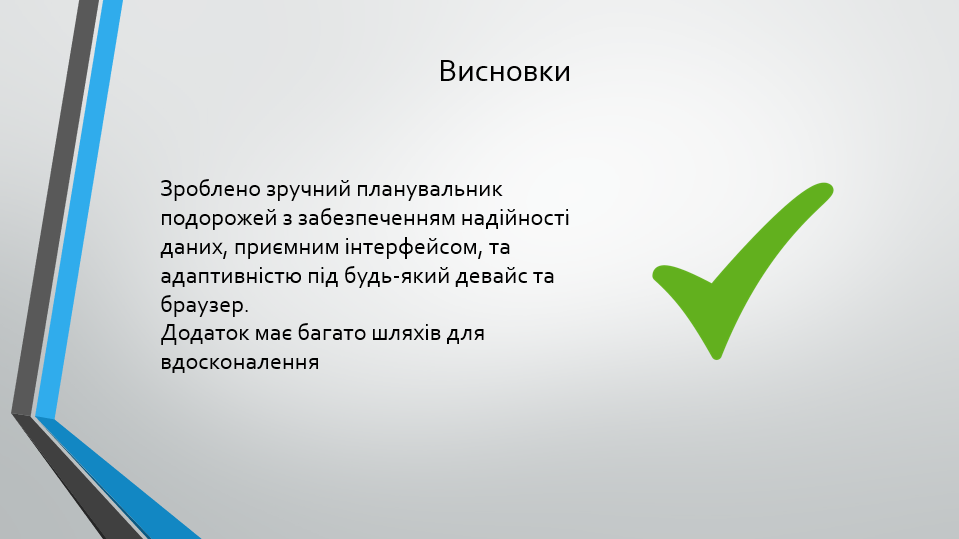 Висновки
Зроблено зручний планувальник
подорожей з забезпеченням надійності
даних, приємним інтерфейсом, та
адаптивністю під будь-який девайс та
браузер.
Додаток має багато шляхів для
вдосконалення